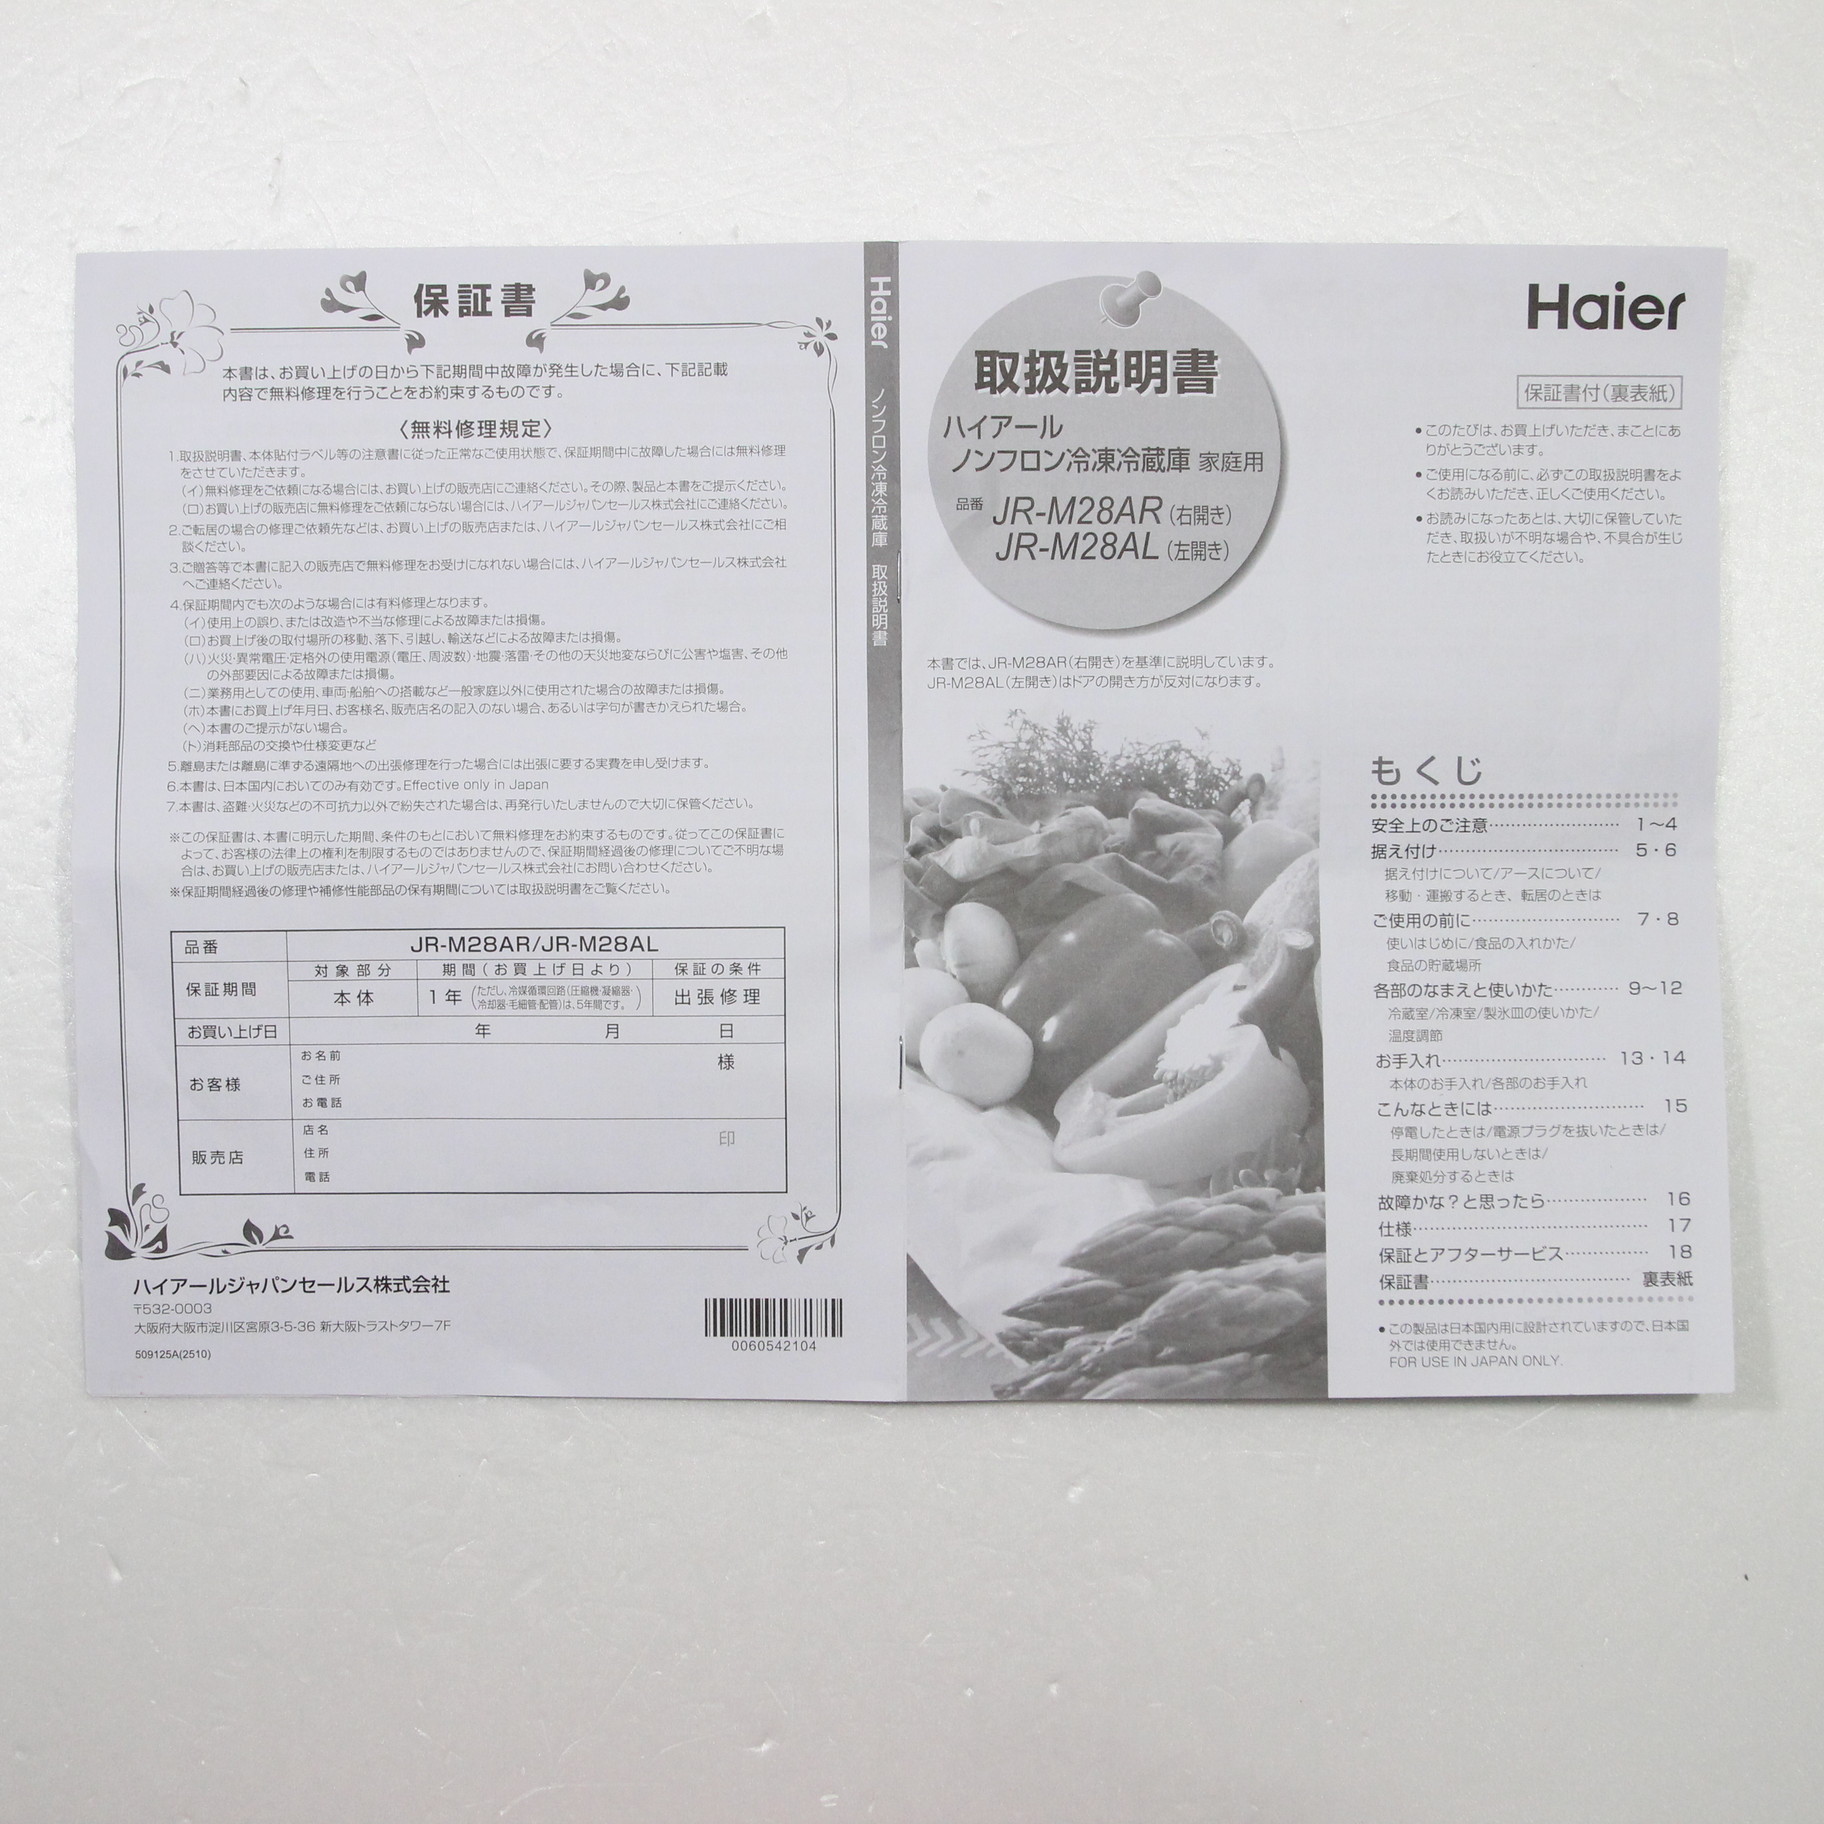 保証書
本書は、お買い上げの日から下記期間中故障が発生した場合に、下記記載
内容で無料修理を行うことをお約束するものです。
〈無料修理規定〉
1.取扱説明書、本体貼付ラベル等の注意書に従った正常なご使用状態で、保証期間中に故障した場合には無料修理
をさせていただきます。
(イ)無料修理をご依頼になる場合には、お買い上げの販売店にご連絡ください。その際、製品と本書をご提示ください。
(ロ)お買い上げの販売店に無料修理をご依頼にならない場合には、ハイアールジャパンセールス株式会社にご連絡ください。
2.ご転居の場合の修理ご依頼先などは、お買い上げの販売店または、ハイアールジャパンセールス株式会社にご相
談ください。
3.ご贈答等で本書に記入の販売店で無料修理をお受けになれない場合には、ハイアールジャパンセールス株式会社
へご連絡ください。
4.保証期間内でも次のような場合には有料修理となります。
(イ)使用上の誤り、または改造や不当な修理による故障または損傷。
(ロ)お買上げ後の取付場所の移動、落下、引越し、輸送などによる故障または損傷。
(ハ)火災・異常電圧・定格外の使用電源(電圧、周波数)・地震・落雷・その他の天災地変ならびに公害や塩害、その他
の外部要因による故障または損傷。
(ニ)業務用としての使用、車両・船舶への搭載など一般家庭以外に使用された場合の故障または損傷。
(ホ)本書にお買上げ年月日、お客様名、販売店名の記入のない場合、あるいは字句が書きかえられた場合。
(ヘ)本書のご提示がない場合。
(ト)消耗部品の交換や仕様変更など
5.離島または離島に準ずる遠隔地への出張修理を行った場合には出張に要する実費を申し受けます。
6.本書は、日本国内においてのみ有効です。Effective only in Japan
7.本書は、盗難・火災などの不可抗力以外で紛失された場合は、再発行いたしませんので大切に保管ください。
※この保証書は、本書に明示した期間、条件のもとにおいて無料修理をお約束するものです。従ってこの保証書に
よって、お客様の法律上の権利を制限するものではありませんので、保証期間経過後の修理についてご不明な場
合は、お買い上げの販売店または、ハイアールジャパンセールス株式会社にお問い合わせください。
※保証期間経過後の修理や補修性能部品の保有期間については取扱説明書をご覧ください。
品番 JR-M28AR/JR-M28AL
保証期間 対象部分 期間(お買上げ日より) 保証の条件
本体 1年 (ただし、冷媒循環回路(圧縮機・凝縮器・
冷却器・毛細管・配管)は、5年間です。) 出張修理
お買い上げ日 年 月 日
お客様 お名前 様
ご住所
お電話
販売店 店名 印
住所
電話
ハイアールジャパンセールス株式会社
〒532-0003
大阪府大阪市淀川区宮原3-5-36 新大阪トラストタワー7F
509125A(2510)
0060542104
Haier ノンフロン冷凍冷蔵庫 取扱説明書
Haier
取扱説明書
ハイアール
ノンフロン冷凍冷蔵庫 家庭用
品番 JR-M28AR(右開き)
JR-M28AL(左開き)
本書では、JR-M28AR(右開き)を基準に説明しています。
JR-M28AL(左開き)はドアの開き方が反対になります。
保証書付(裏表紙)
●このたびは、お買上げいただき、まことにあ
りがとうございます。
●ご使用になる前に、必ずこの取扱説明書をよ
くお読みいただき、正しくご使用ください。
●お読みになったあとは、大切に保管していた
だき、取扱いが不明な場合や、不具合が生じ
たときにお役立てください。
もくじ
安全上のご注意 1～4
据え付け 5・6
据え付けについて/アースについて/
移動・運搬するとき、転居のときは
ご使用の前に 7・8
使いはじめに/食品の入れかた/
食品の貯蔵場所
各部のなまえと使いかた 9～12
冷蔵室/冷凍室/製氷皿の使いかた/
温度調節
お手入れ 13・14
本体のお手入れ/各部のお手入れ
こんなときには 15
停電したときは/電源プラグを抜いたときは/
長期間使用しないときは/
廃棄処分するときは
故障かな?と思ったら 16
仕様 17
保証とアフターサービス 18
保証書 裏表紙
●この製品は日本国内用に設計されていますので、日本国
外では使用できません。
FOR USE IN JAPAN ONLY.